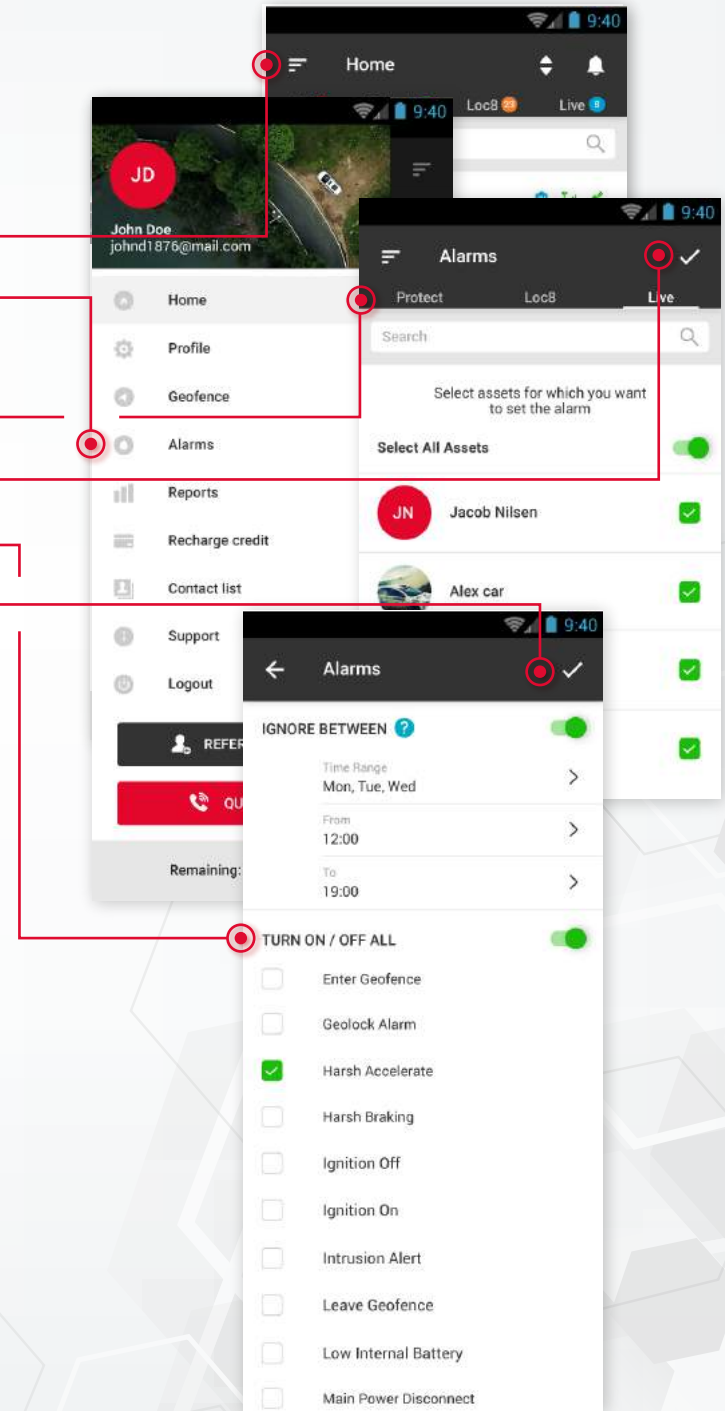 9:40
Home
Loc8 23
Live 9
9:40
JD
John Doe
johnd1876@mail.com
Home
Profile
Geofence
Alarms
Reports
Recharge credit
Contact list
Support
Logout
REFER
QU
Remaining:
9:40
Alarms
Protect Loc8 Live
Search
Select assets for which you want
to set the alarm
Select All Assets
JN Jacob Nilsen
Alex car
9:40
Alarms
IGNORE BETWEEN ?
Time Range
Mon, Tue, Wed
From
12:00
To
19:00
TURN ON / OFF ALL
Enter Geofence
Geolock Alarm
Harsh Accelerate
Harsh Braking
Ignition Off
Ignition On
Intrusion Alert
Leave Geofence
Low Internal Battery
Main Power Disconnect